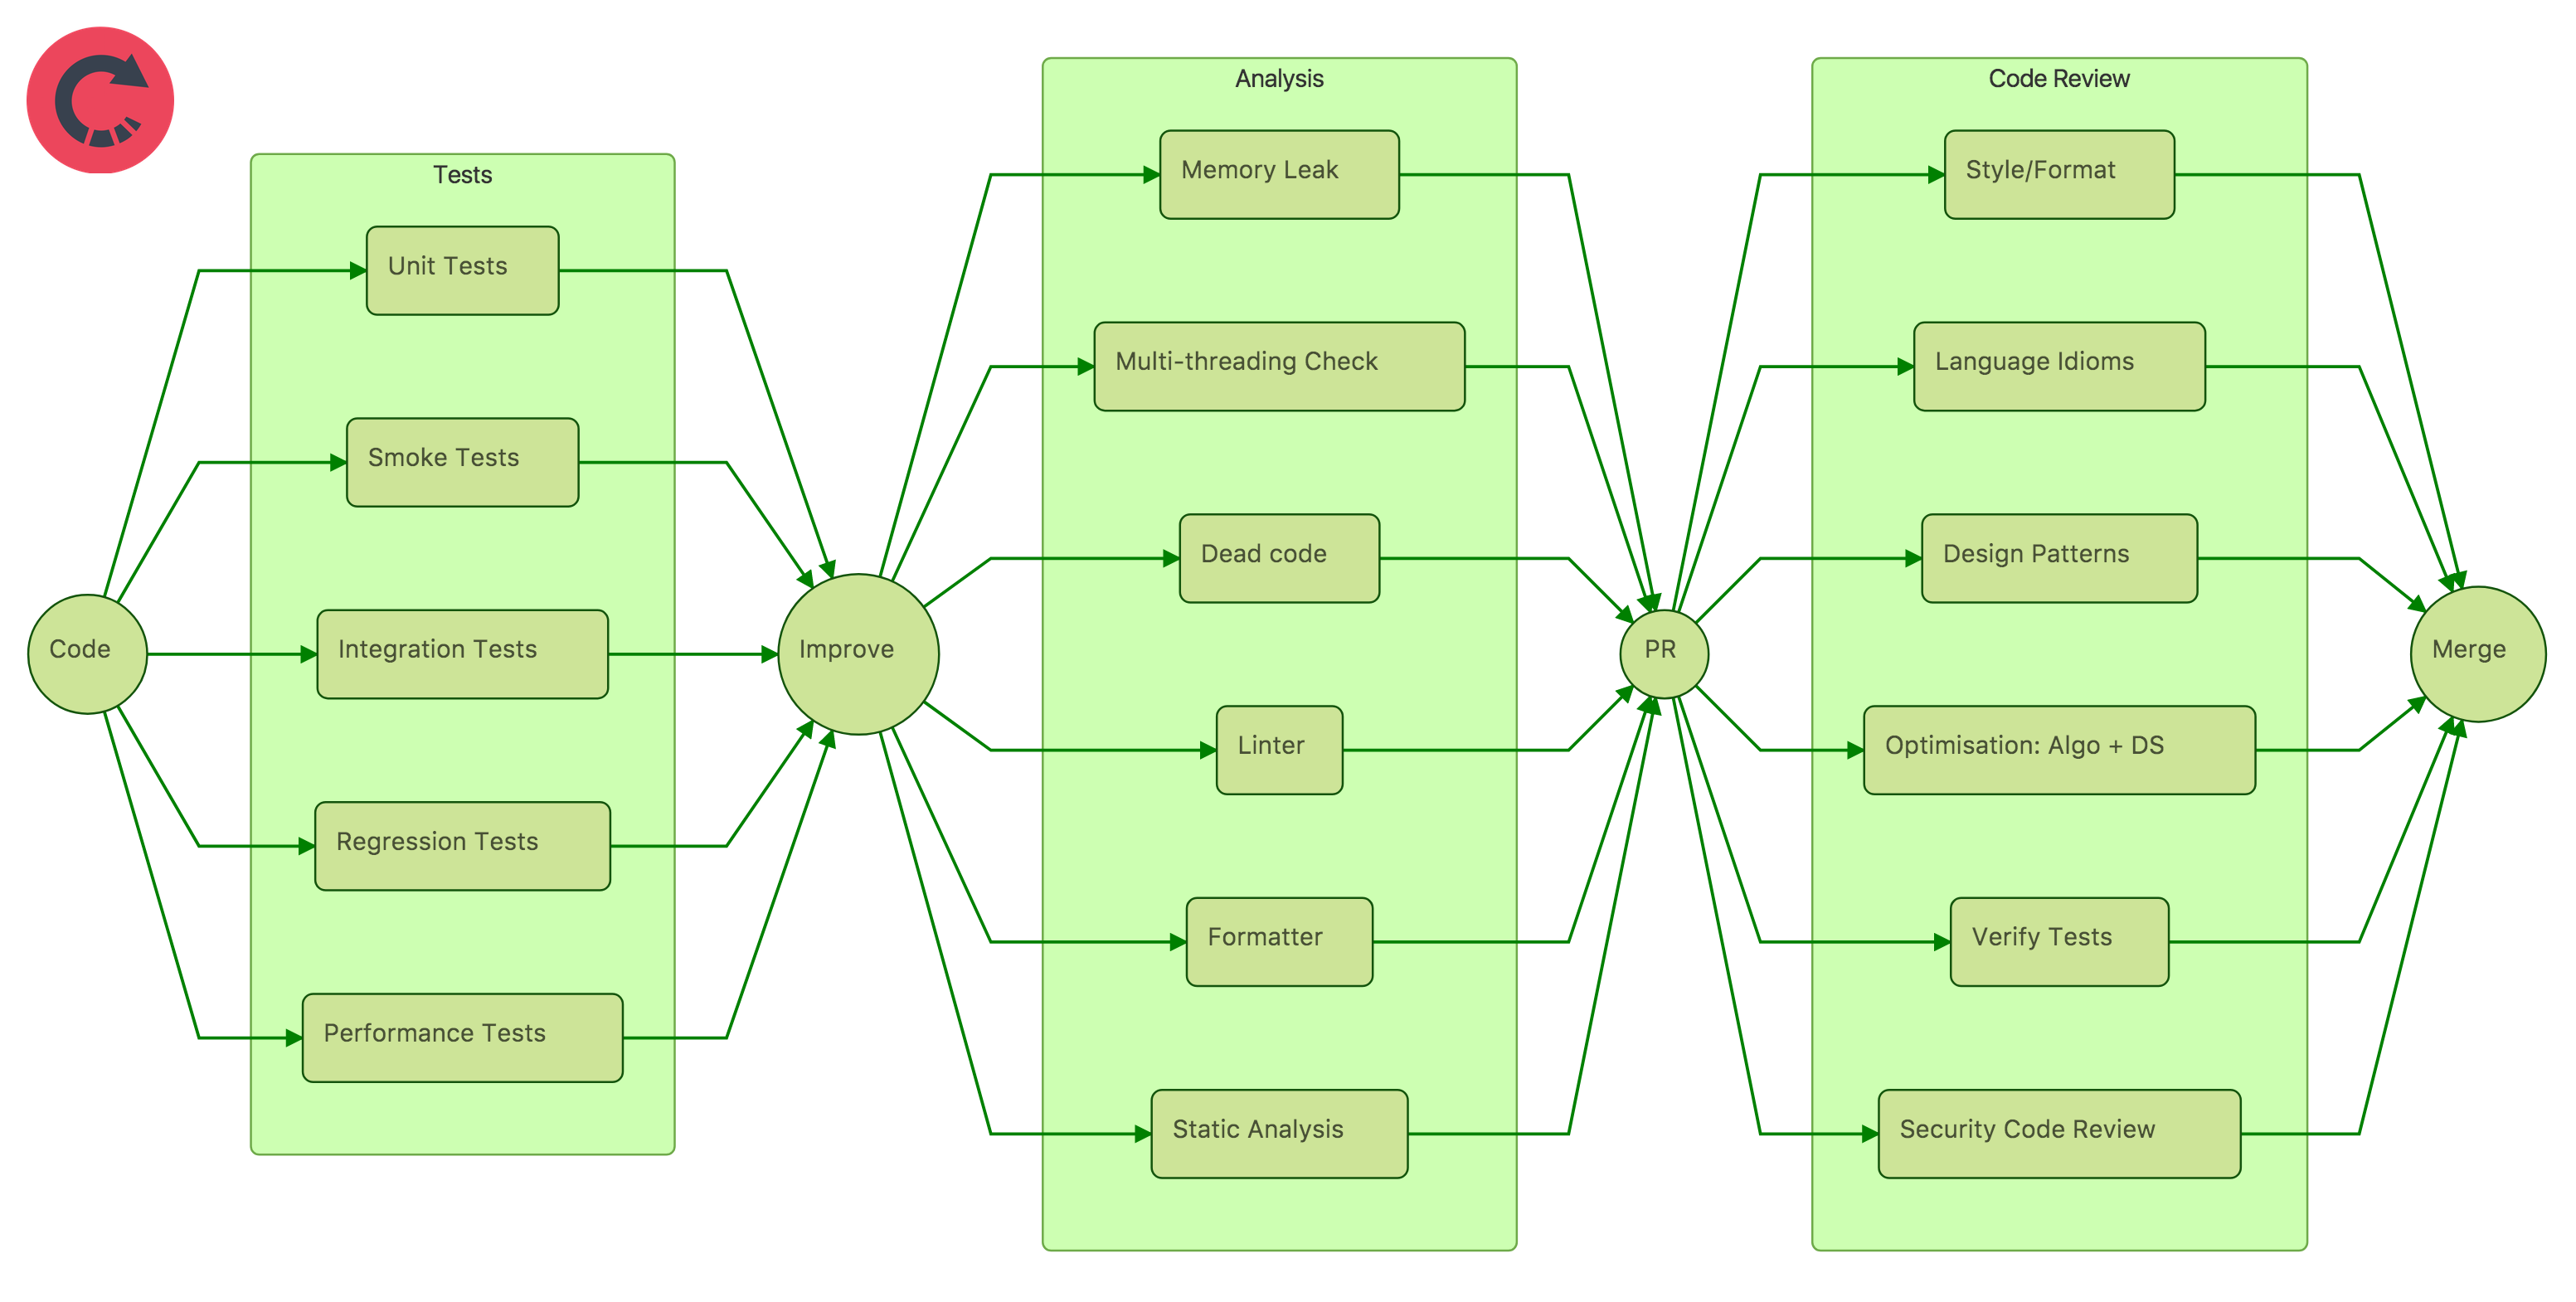 Code
Tests
Unit Tests
Smoke Tests
Integration Tests
Regression Tests
Performance Tests
Improve
Analysis
Memory Leak
Multi-threading Check
Dead code
Linter
Formatter
Static Analysis
PR
Code Review
Style/Format
Language Idioms
Design Patterns
Optimisation: Algo + DS
Verify Tests
Security Code Review
Merge